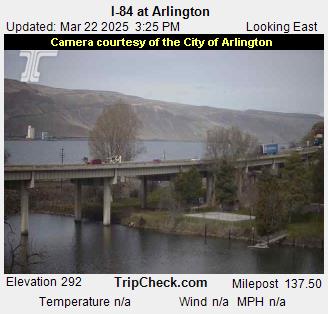 I-84 at Arlington
Updated: Mar 22 2025 3:25 PM Looking East
Camera courtesy of the City of Arlington
Elevation 292 TripCheck.com Milepost 137.50
Temperature n/a Wind n/a MPH n/a